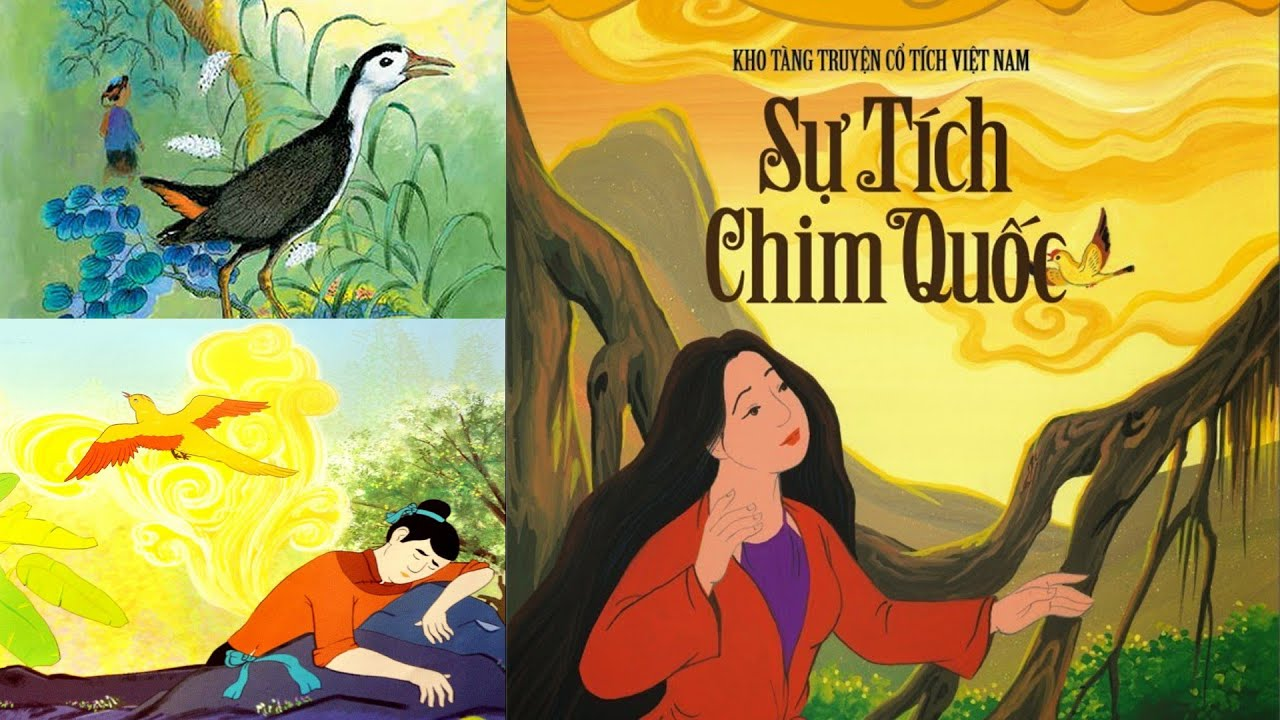 KHO TÀNG TRUYỆN CỔ TÍCH VIỆT NAM
Sự Tích
Chim Quốc